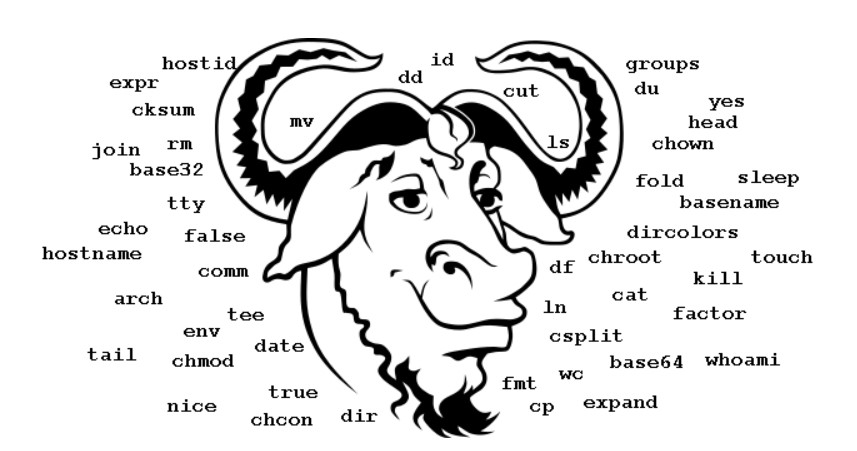 hostid
id
groups
expr
dd
cut
du
yes
cksum
mv
head
join
rm
ls
chown
base32
fold
sleep
tty
basename
echo
false
dircolors
hostname
comm
df
chroot
touch
kill
arch
tee
ln
cat
factor
env
csplit
tail
chmod
date
base64
whoami
wc
fmt
true
nice
chcon
dir
cp
expand